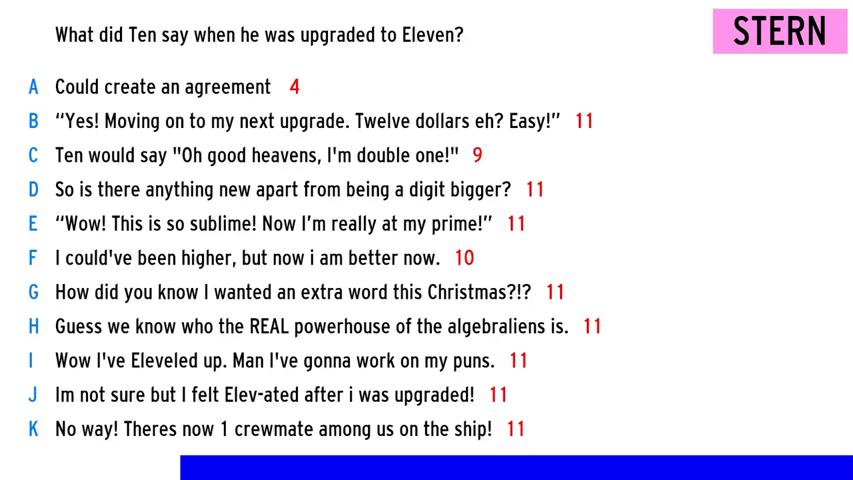 What did Ten say when he was upgraded to Eleven?
STERN
A Could create an agreement 4
B “Yes! Moving on to my next upgrade. Twelve dollars eh? Easy!” 11
C Ten would say "Oh good heavens, I'm double one!" 9
D So is there anything new apart from being a digit bigger? 11
E “Wow! This is so sublime! Now I’m really at my prime!” 11
F I could've been higher, but now i am better now. 10
G How did you know I wanted an extra word this Christmas?!? 11
H Guess we know who the REAL powerhouse of the algebraliens is. 11
I Wow I've Eleveled up. Man I've gonna work on my puns. 11
J Im not sure but I felt Elev-ated after i was upgraded! 11
K No way! Theres now 1 crewmate among us on the ship! 11